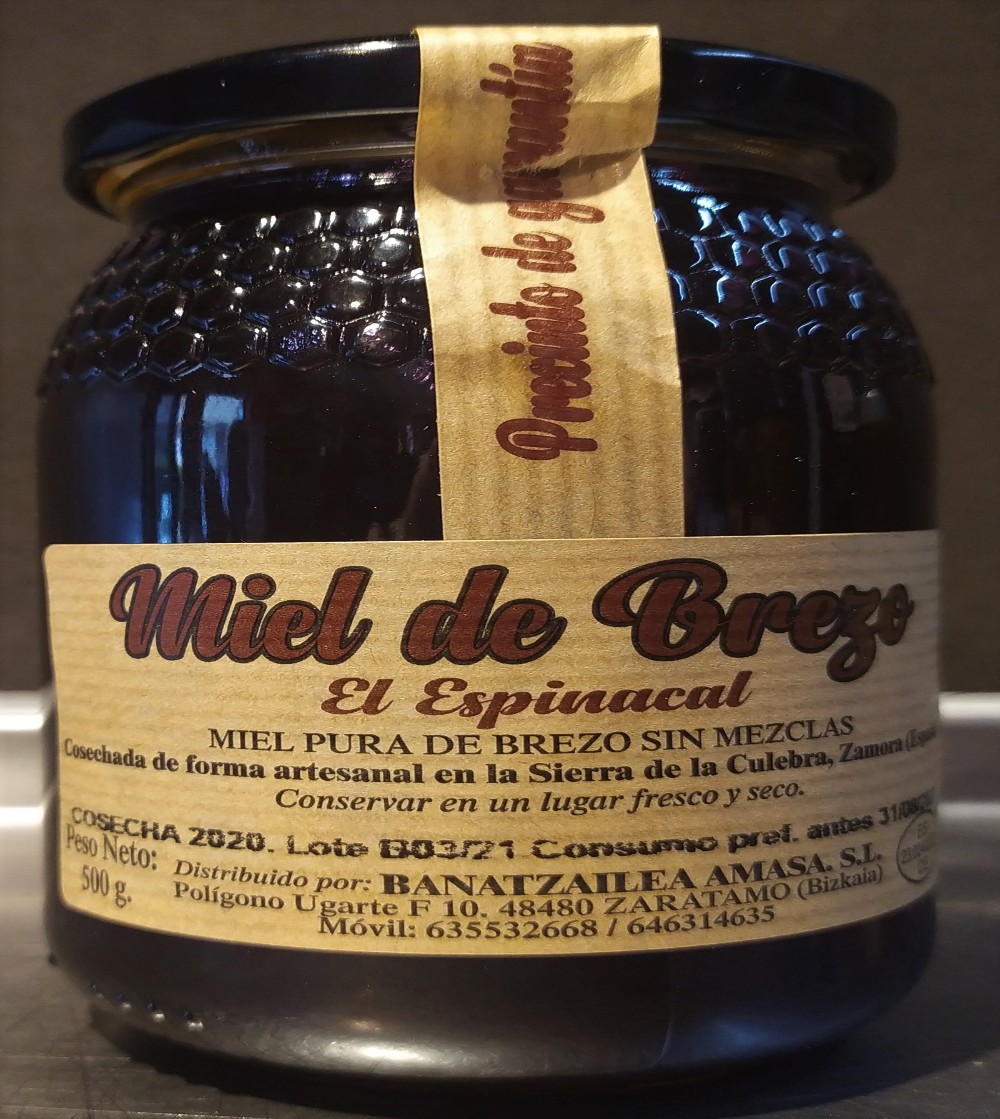 Precinto de garantía
Miel de Brezo
El Espinacal
MIEL PURA DE BREZO SIN MEZCLAS
Cosechada de forma artesanal en la Sierra de la Culebra, Zamora
Conservar en un lugar fresco y seco.
COSECHA 2020. Lote B03/21 Consumo pref. antes
Peso Neto:
500 g.
Distribuido por: BANATZAILEA AMASA. S.L.
Polígono Ugarte F 10. 48480 ZARATAMO (Bizkaia)
Móvil: 635532668 / 646314635